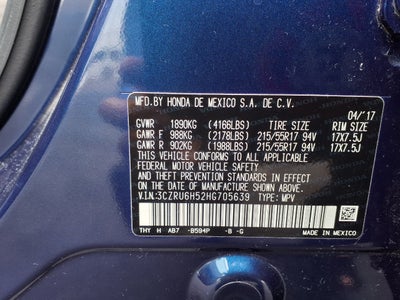 MFD.BY HONDA DE MEXICO S.A. DE C.V.
04/'17
GVWR 1890KG (4166LBS) TIRE SIZE RIM SIZE
GAWR F 988KG (2178LBS) 215/55R17 94V 17X7.5J
GAWR R 902KG (1988LBS) 215/55R17 94V 17X7.5J
THIS VEHICLE CONFORMS TO ALL APPLICABLE
FEDERAL MOTOR VEHICLE SAFETY AND
THEFT PREVENTION STANDARDS IN EFFECT
ON THE DATE OF MANUFACTURE SHOWN ABOVE.
V.I.N:3CZRU6H52HG705639 TYPE: MPV
THY H AB7 -B594P -B -G
MADE IN MEXICO